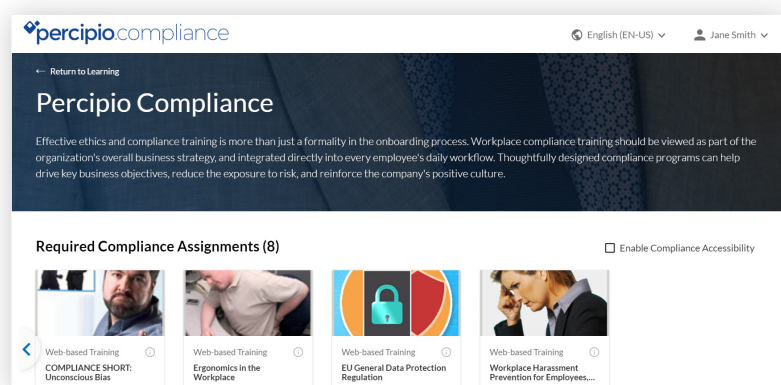 percipio.compliance
English (EN-US)
Jane Smith
← Return to Learning
Percipio Compliance
Effective ethics and compliance training is more than just a formality in the onboarding process. Workplace compliance training should be viewed as part of the
organization's overall business strategy, and integrated directly into every employee's daily workflow. Thoughtfully designed compliance programs can help
drive key business objectives, reduce the exposure to risk, and reinforce the company's positive culture.
Required Compliance Assignments (8)
Enable Compliance Accessibility
Web-based Training
COMPLIANCE SHORT:
Unconscious Bias
Web-based Training
Ergonomics in the
Workplace
Web-based Training
EU General Data Protection
Regulation
Web-based Training
Workplace Harassment
Prevention for Employees,...